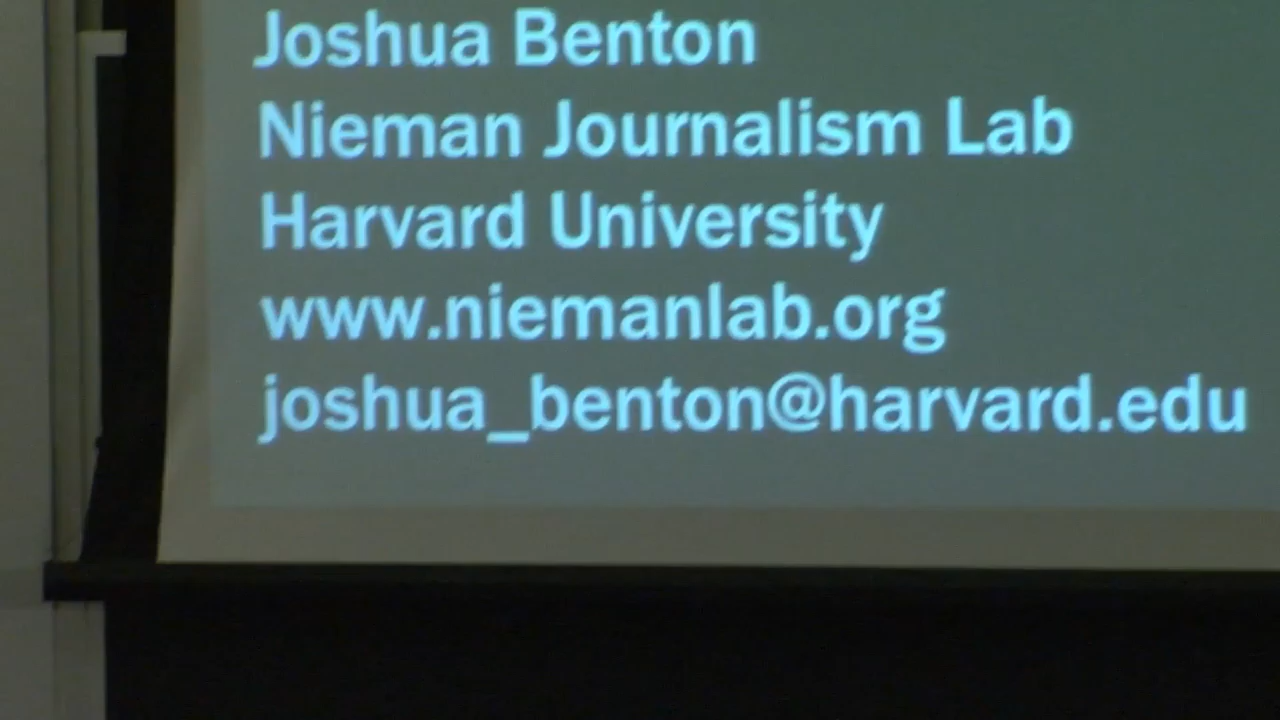 Joshua Benton
Nieman Journalism Lab
Harvard University
www.niemanlab.org
joshua_benton@harvard.edu